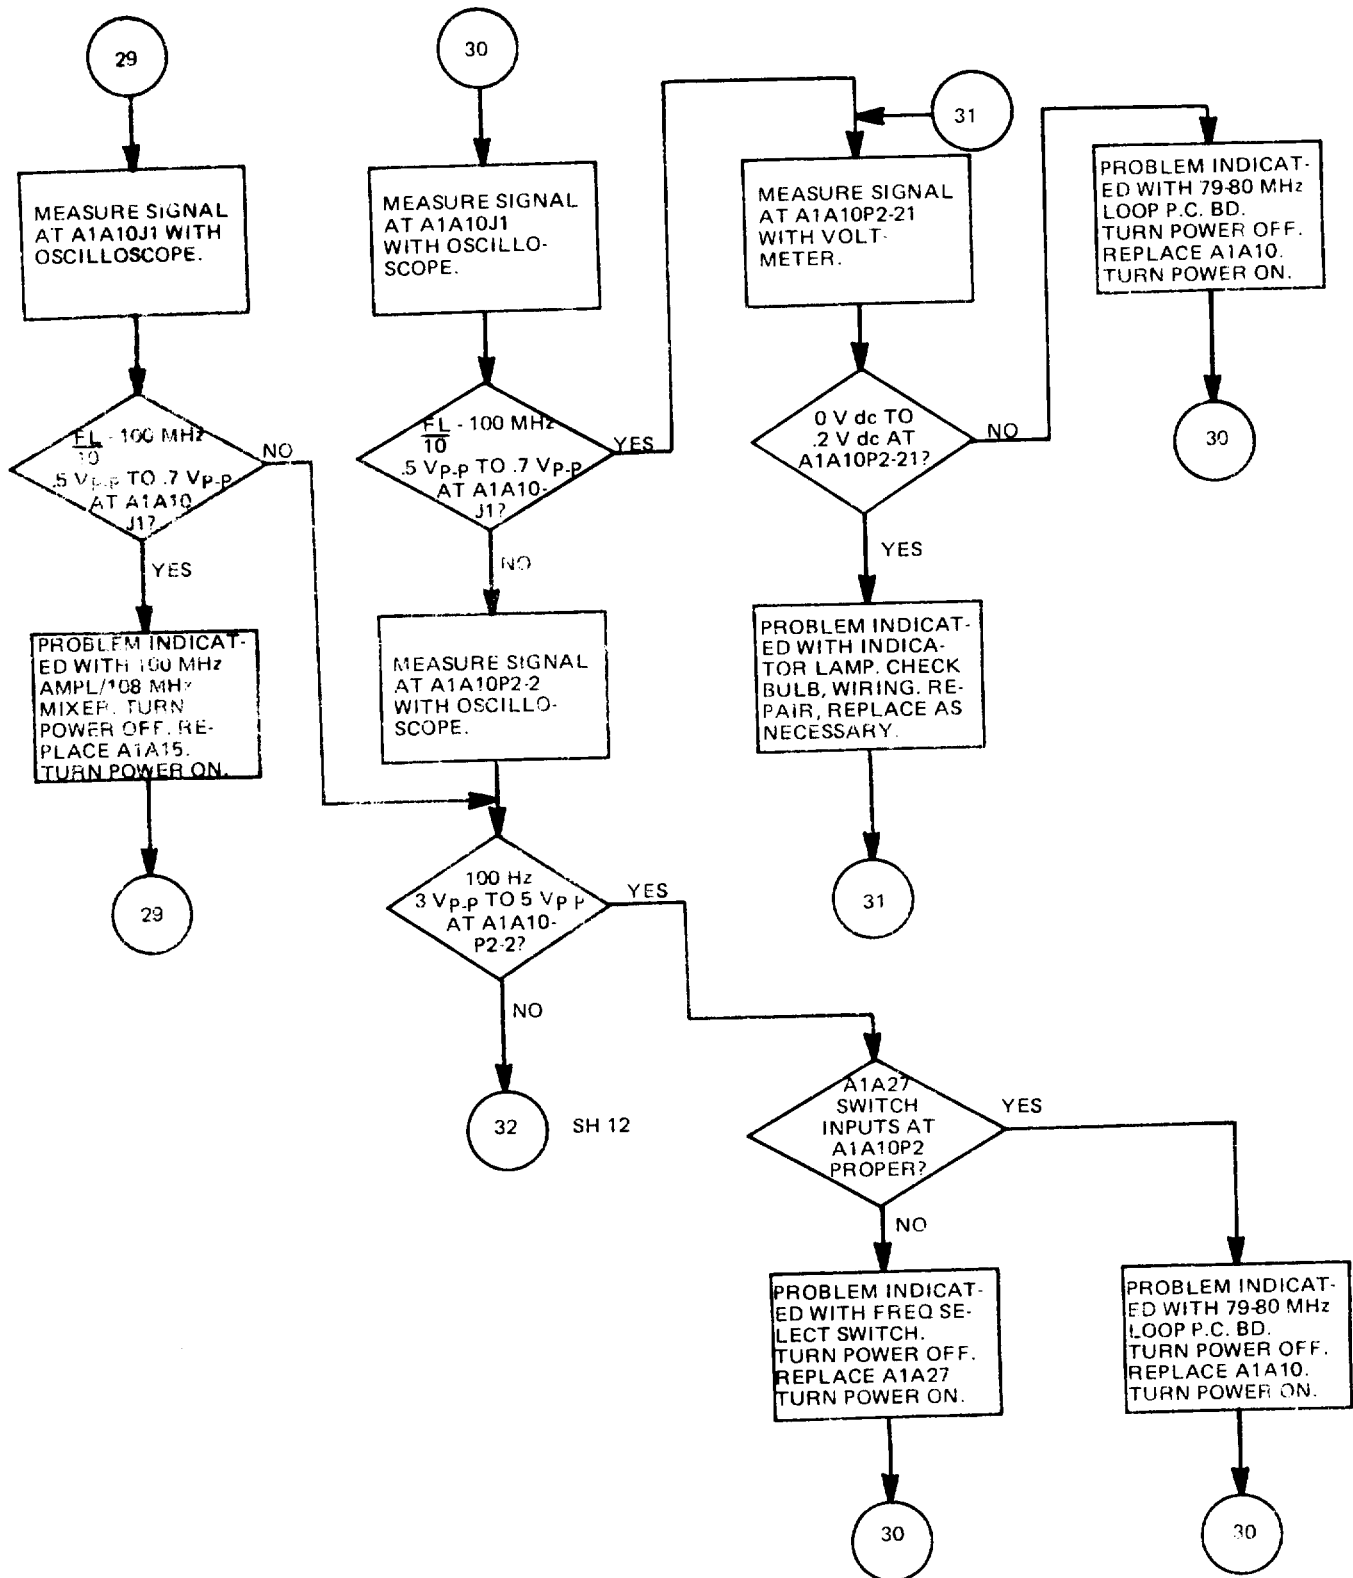 29
MEASURE SIGNAL
AT A1A10J1 WITH
OSCILLOSCOPE.
FL
10
- 100 MHz
.5 VP-P TO .7 VP-P
AT A1A10
J1?
NO
YES
PROBLEM INDICAT-
ED WITH 100 MHz
AMPL/108 MHz
MIXER. TURN
POWER OFF. RE-
PLACE A1A15.
TURN POWER ON.
29
30
MEASURE SIGNAL
AT A1A10J1
WITH OSCILLO-
SCOPE.
FL
10
- 100 MHz
.5 VP-P TO .7 VP-P
AT A1A10-
J1?
YES
NO
MEASURE SIGNAL
AT A1A10P2-2
WITH OSCILLO-
SCOPE.
100 Hz
3 VP-P TO 5 VP P
AT A1A10-
P2-2?
YES
NO
32
SH 12
31
MEASURE SIGNAL
AT A1A10P2-21
WITH VOLT-
METER.
0 V dc TO
.2 V dc AT
A1A10P2-21?
NO
YES
PROBLEM INDICAT-
ED WITH INDICA-
TOR LAMP. CHECK
BULB, WIRING. RE-
PAIR, REPLACE AS
NECESSARY.
31
PROBLEM INDICAT-
ED WITH 79-80 MHz
LOOP P.C. BD.
TURN POWER OFF.
REPLACE A1A10.
TURN POWER ON.
30
A1A27
SWITCH
INPUTS AT
A1A10P2
PROPER?
YES
NO
PROBLEM INDICAT-
ED WITH FREQ SE-
LECT SWITCH.
TURN POWER OFF.
REPLACE A1A27
TURN POWER ON.
30
PROBLEM INDICAT-
ED WITH 79-80 MHz
LOOP P.C. BD.
TURN POWER OFF.
REPLACE A1A10.
TURN POWER ON.
30